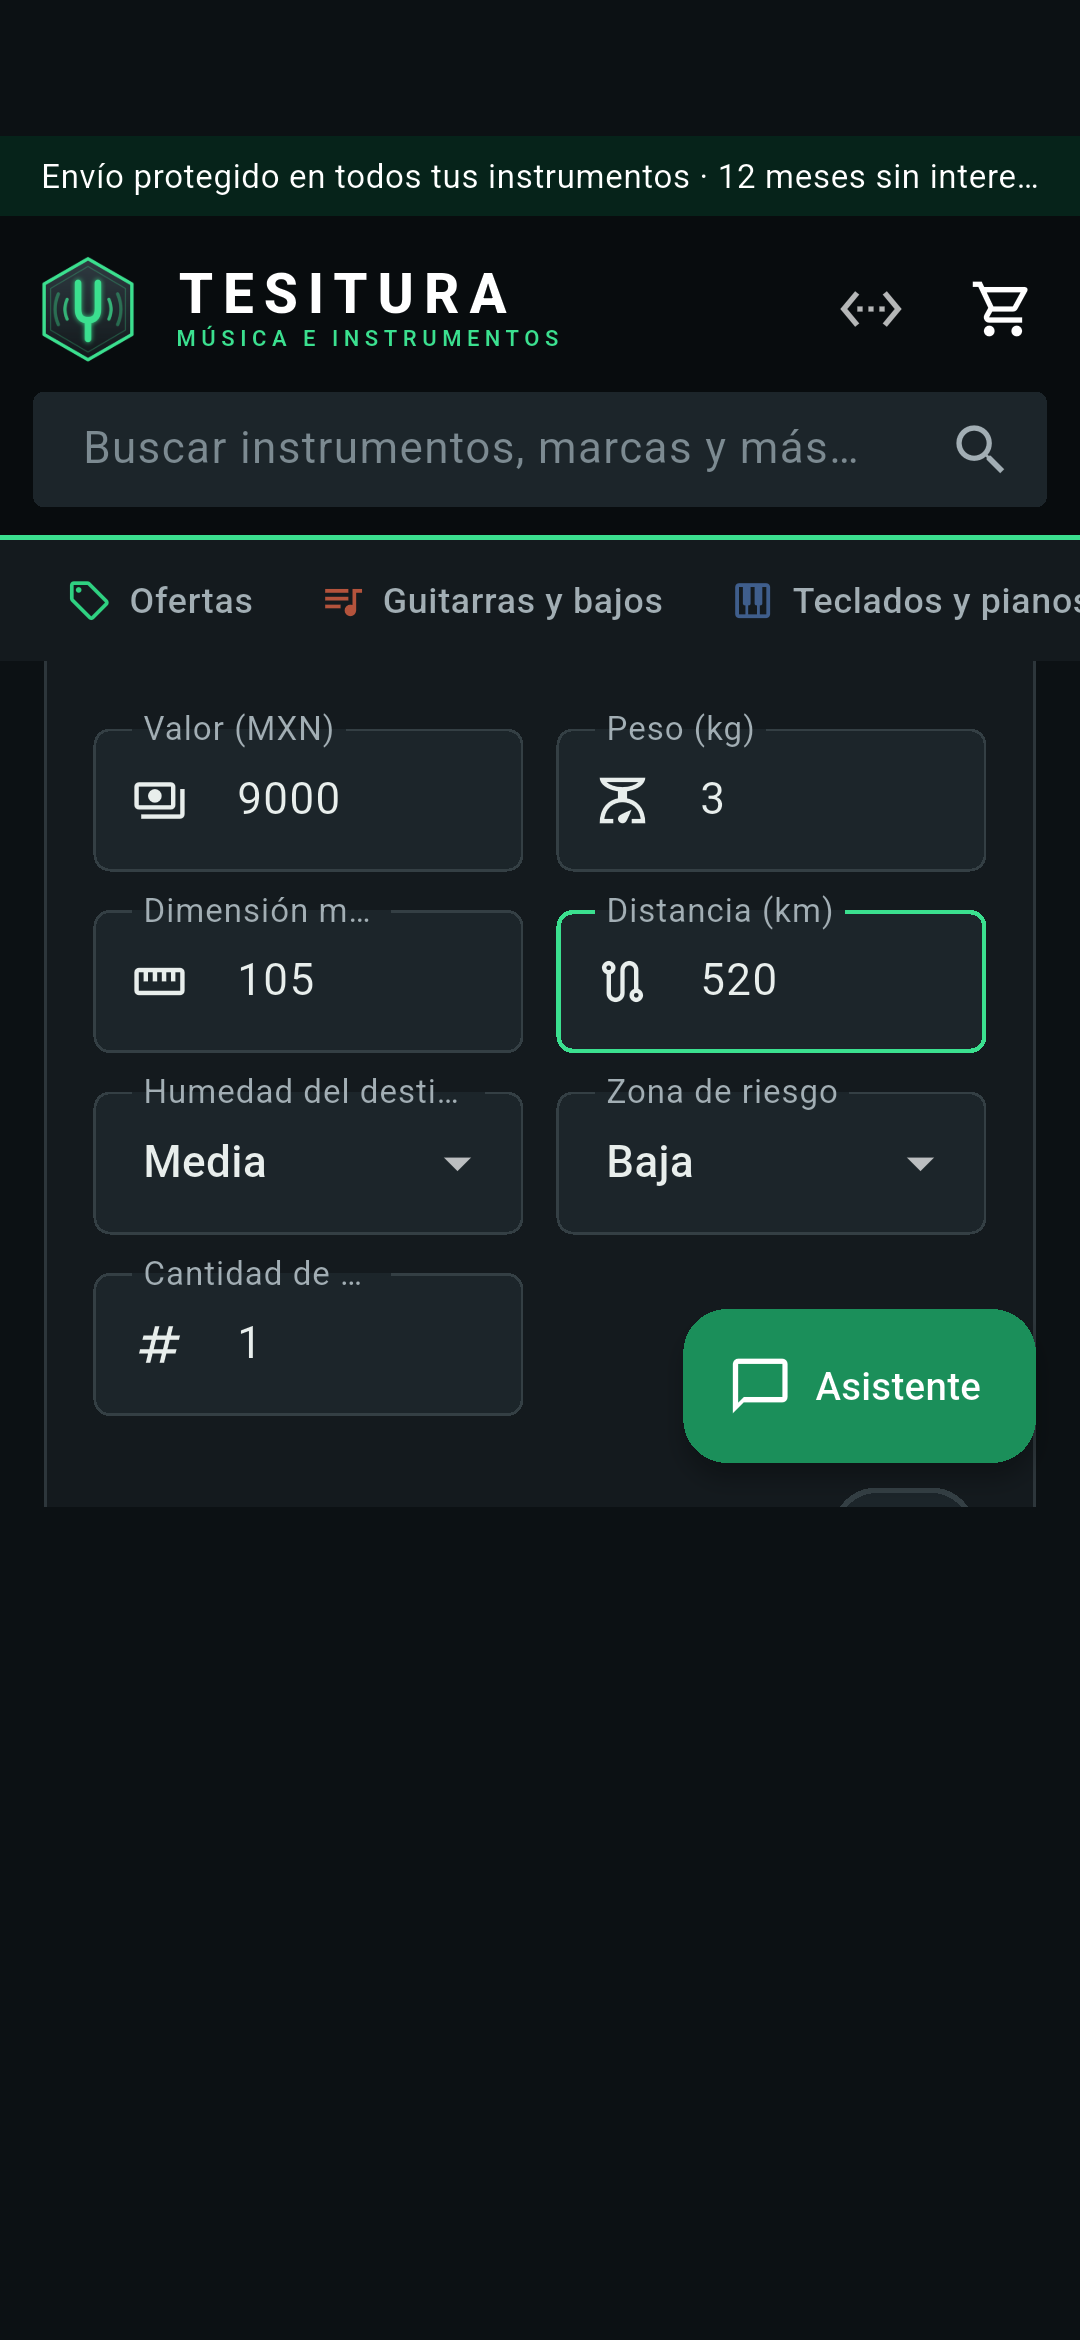 Envío protegido en todos tus instrumentos · 12 meses sin intere…
TESITURA
MÚSICA E INSTRUMENTOS
Buscar instrumentos, marcas y más…
Ofertas
Guitarras y bajos
Teclados y pianos
Valor (MXN)
9000
Peso (kg)
3
Dimensión m…
105
Distancia (km)
520
Humedad del desti…
Media
Zona de riesgo
Baja
Cantidad de …
1
Asistente